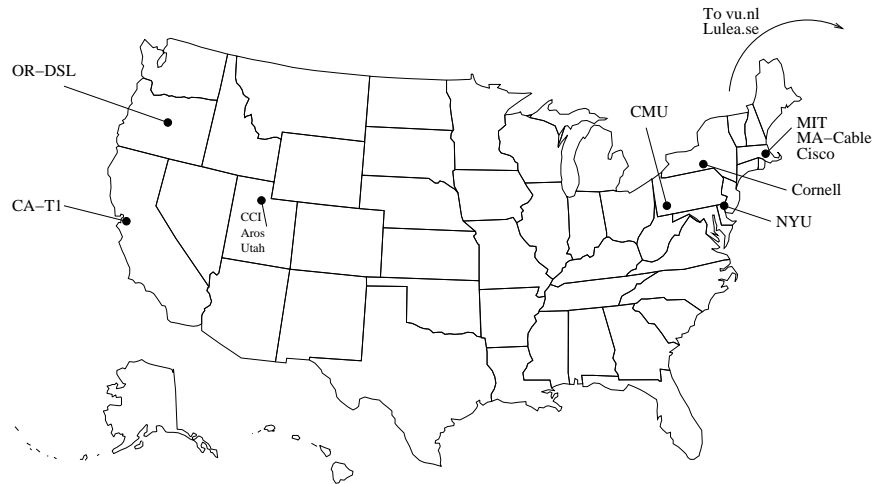 To vu.nl
Lulea.se
OR−DSL
CMU
MIT
MA−Cable
Cisco
Cornell
CA−T1
CCI
Aros
Utah
NYU